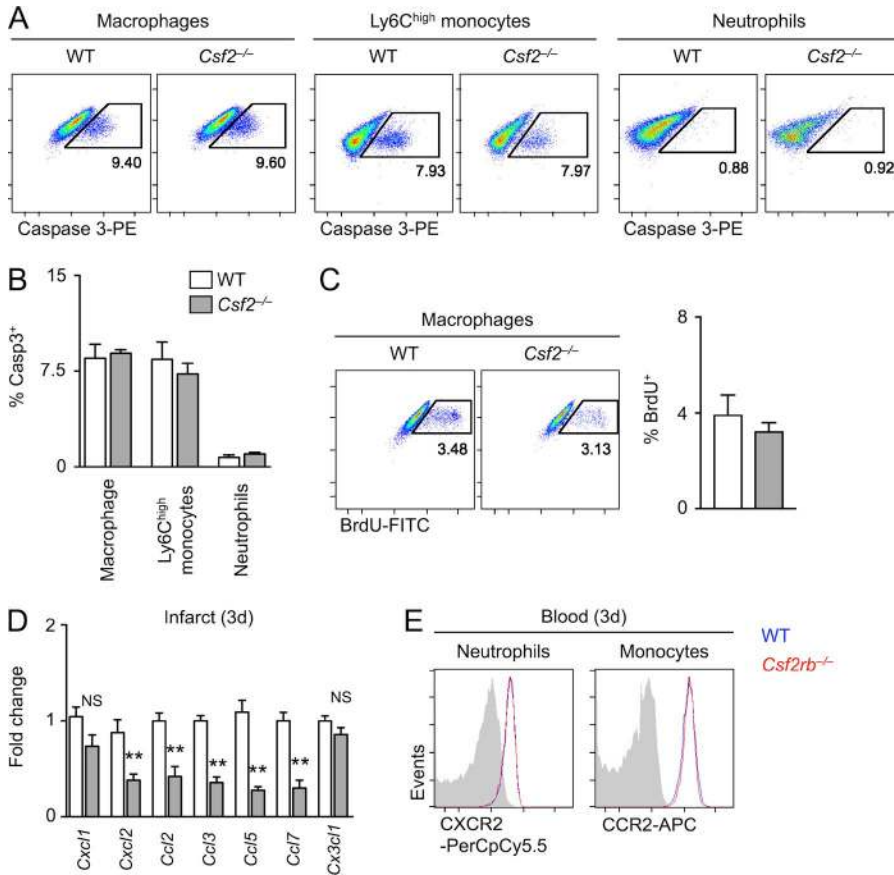 A
Macrophages
Ly6Chigh monocytes
Neutrophils
WT
Csf2–/–
WT
Csf2–/–
WT
Csf2–/–
9.40
9.60
7.93
7.97
0.88
0.92
Caspase 3-PE
Caspase 3-PE
Caspase 3-PE
B
15
7.5
0
% Casp3+
WT
Csf2–/–
Macrophage
Ly6Chigh
monocytes
Neutrophils
C
Macrophages
WT
Csf2–/–
3.48
3.13
BrdU-FITC
8
4
0
% BrdU+
D
Infarct (3d)
2
1
0
Fold change
NS
**
**
**
**
**
NS
Cxcl1
Cxcl2
Ccl2
Ccl3
Ccl5
Ccl7
Cx3cl1
E
Blood (3d)
Neutrophils
Monocytes
WT
Csf2rb–/–
Events
CXCR2
-PerCpCy5.5
CCR2-APC